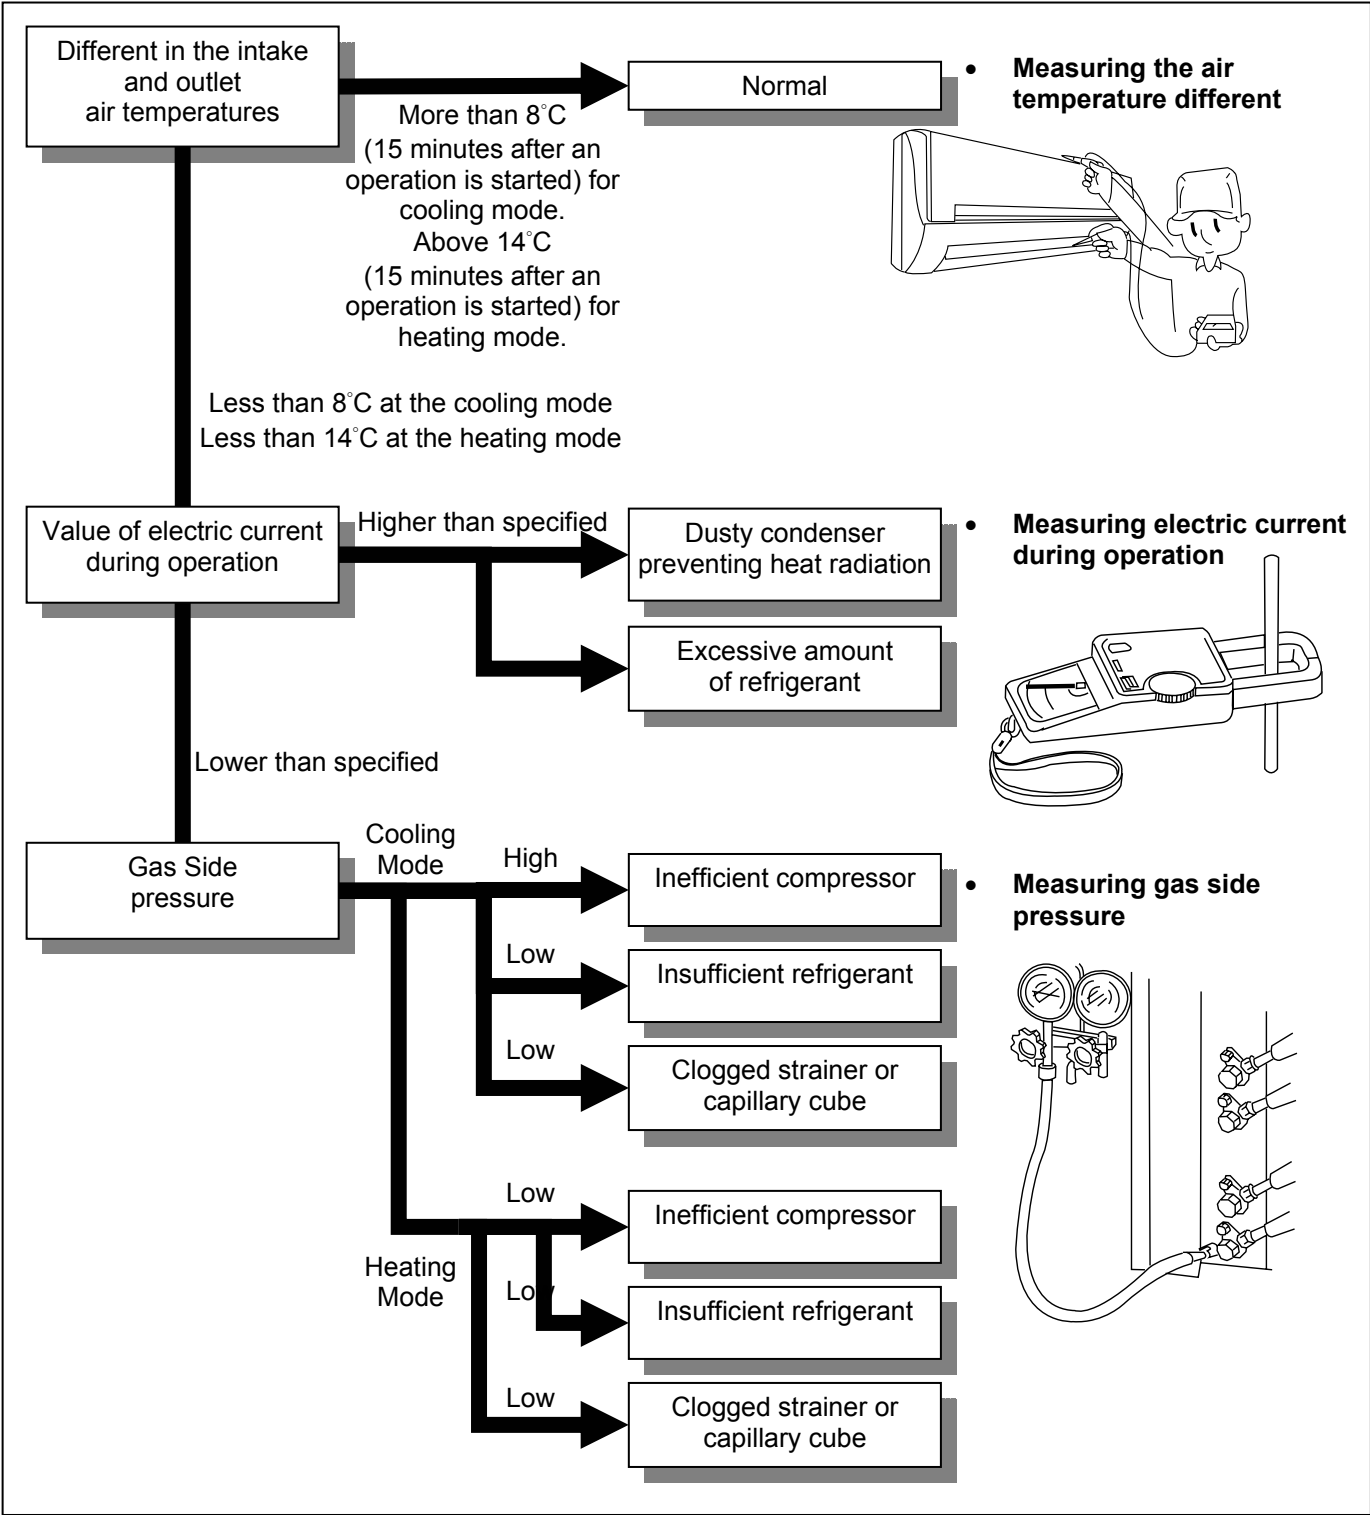 Different in the intake
and outlet
air temperatures
Normal
More than 8°C
(15 minutes after an
operation is started) for
cooling mode.
Above 14°C
(15 minutes after an
operation is started) for
heating mode.
• Measuring the air
temperature different
Less than 8°C at the cooling mode
Less than 14°C at the heating mode
Value of electric current
during operation
Higher than specified
Dusty condenser
preventing heat radiation
Excessive amount
of refrigerant
• Measuring electric current
during operation
Lower than specified
Gas Side
pressure
Cooling
Mode
High
Inefficient compressor
Low
Insufficient refrigerant
Low
Clogged strainer or
capillary cube
• Measuring gas side
pressure
Heating
Mode
Low
Inefficient compressor
Low
Insufficient refrigerant
Low
Clogged strainer or
capillary cube